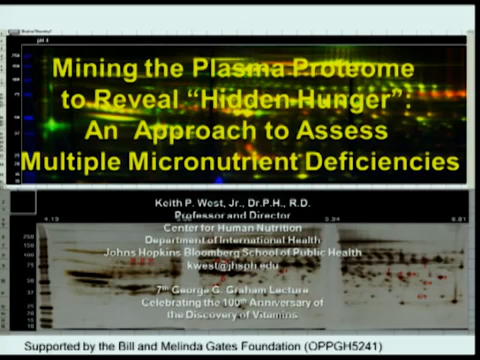 Mining the Plasma Proteome
to Reveal “Hidden Hunger”:
An Approach to Assess
Multiple Micronutrient Deficiencies
Keith P. West, Jr., Dr.P.H., R.D.
Professor and Director
Center for Human Nutrition
Department of International Health
Johns Hopkins Bloomberg School of Public Health
kwest@jhsph.edu
7th George G. Graham Lecture
Celebrating the 100th Anniversary of
the Discovery of Vitamins
Supported by the Bill and Melinda Gates Foundation (OPPGH5241)